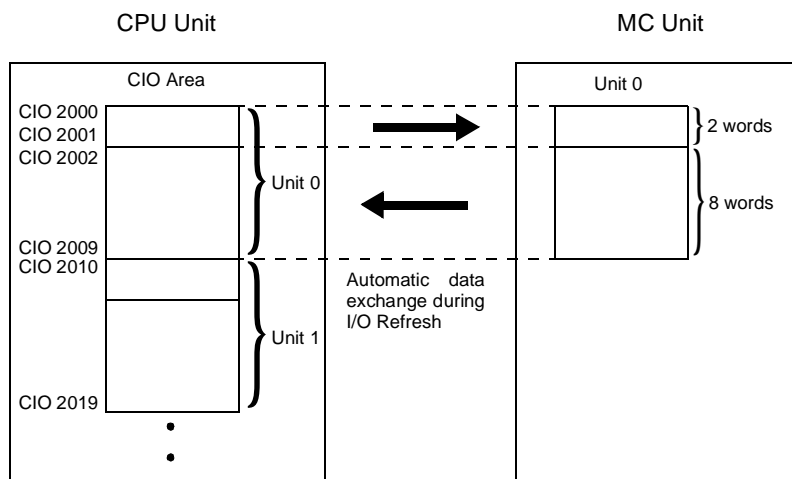 CPU Unit
MC Unit
CIO Area
Unit 0
CIO 2000
CIO 2001
CIO 2002
2 words
Unit 0
8 words
CIO 2009
CIO 2010
Automatic data
exchange during
I/O Refresh
Unit 1
CIO 2019